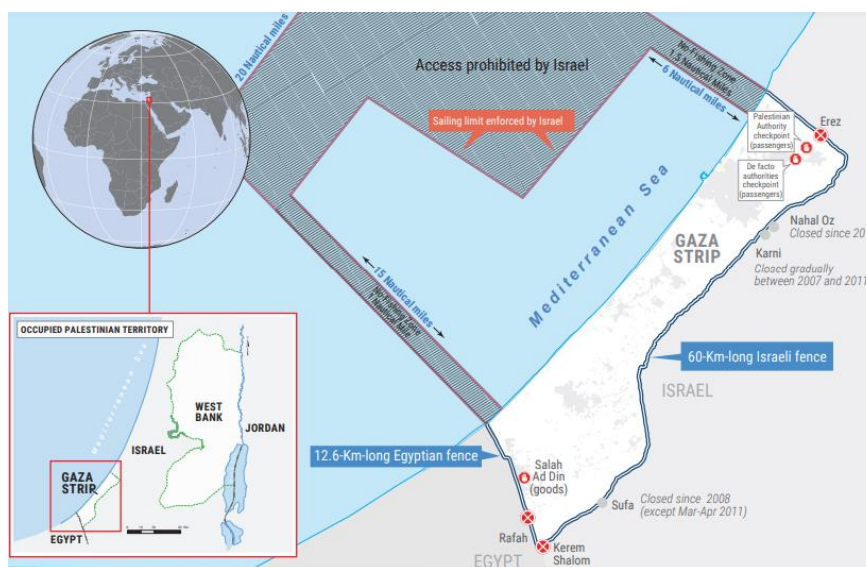 20 Nautical miles
Access prohibited by Israel
Sailing limit enforced by Israel
No-Fishing Zone
1.5 Nautical Miles
6 Nautical miles
Palestinian
Authority
checkpoint
(passengers)
Erez
De facto
authorities
checkpoint
(passengers)
Mediterranean Sea
GAZA
STRIP
Nahal Oz
Closed since 20
Karni
Closed gradually
between 2007 and 2011
15 Nautical miles
No-Fishing Zone
1 Nautical Mile
60-Km-long Israeli fence
ISRAEL
12.6-Km-long Egyptian fence
Salah
Ad Din
(goods)
Sufa
Closed since 2008
(except Mar-Apr 2011)
Rafah
Kerem
Shalom
EGYPT
OCCUPIED PALESTINIAN TERRITORY
Mediterranean Sea
WEST
BANK
JORDAN
ISRAEL
GAZA
STRIP
EGYPT